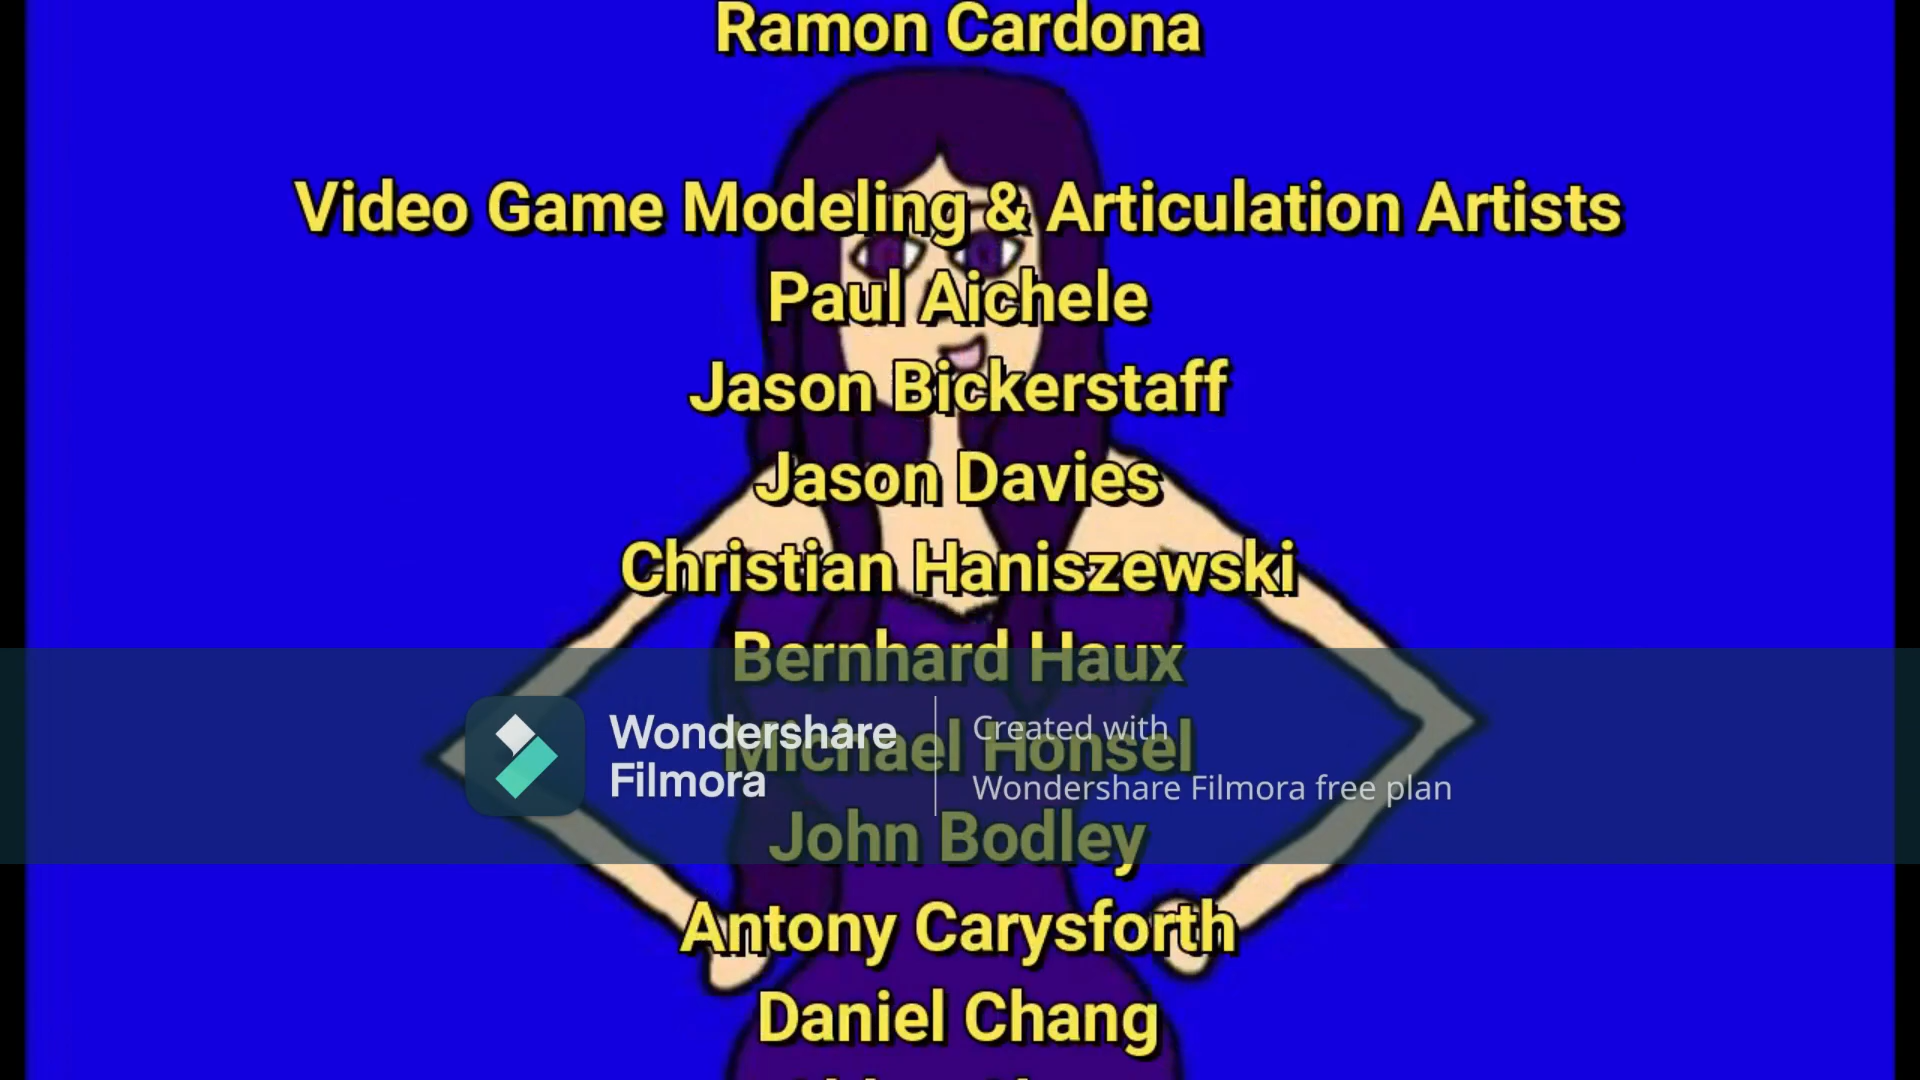 Ramon Cardona
Video Game Modeling & Articulation Artists
Paul Aichele
Jason Bickerstaff
Jason Davies
Christian Haniszewski
Bernhard Haux
Michael Honsel
Wondershare
Filmora
Created with
Wondershare Filmora free plan
John Bodley
Antony Carysforth
Daniel Chang